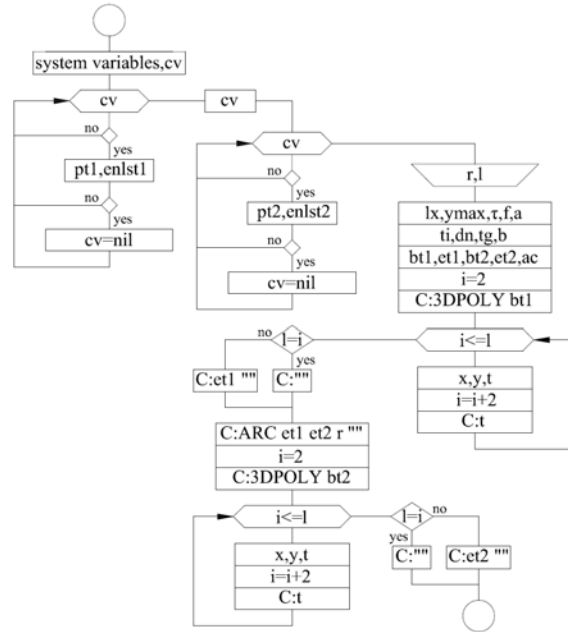 system variables,cv
cv
no
yes
pt1,enlst1
no
yes
cv=nil
cv
cv
no
yes
pt2,enlst2
no
yes
cv=nil
r,l
lx,ymax,τ,f,a
ti,dn,tg,b
bt1,et1,bt2,et2,ac
i=2
C:3DPOLY bt1
i<=l
x,y,t
i=i+2
C:t
l=i
no
yes
C:et1 ""
C:""
C:ARC et1 et2 r ""
i=2
C:3DPOLY bt2
i<=l
x,y,t
i=i+2
C:t
l=i
no
yes
C:""
C:et2 ""